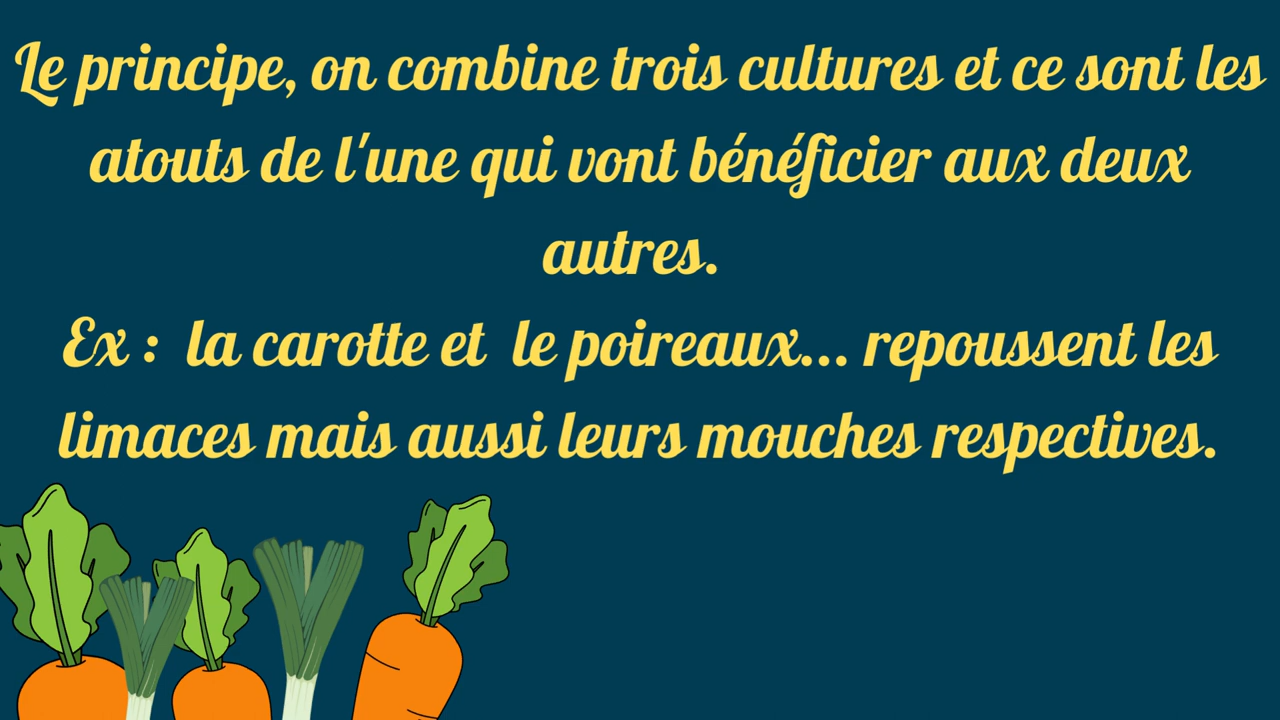 Le principe, on combine trois cultures et ce sont les
atouts de l'une qui vont bénéficier aux deux
autres.
Ex : la carotte et le poireaux... repoussent les
limaces mais aussi leurs mouches respectives.